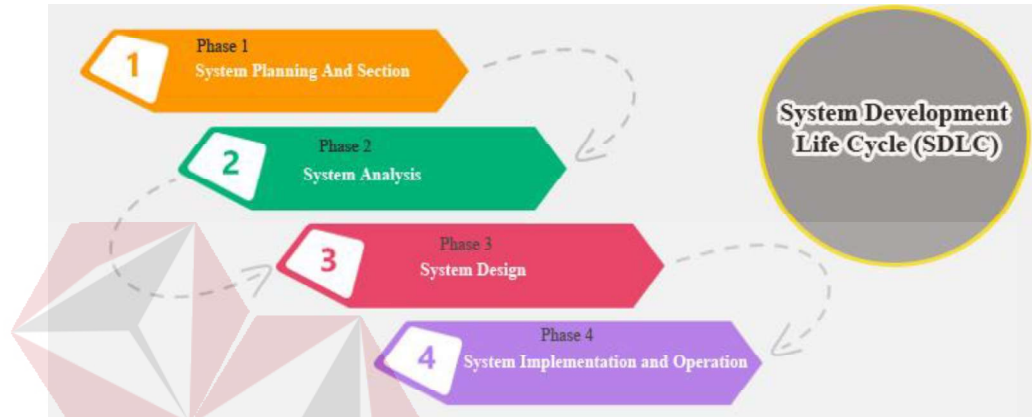 1
Phase 1
System Planning And Section
2
Phase 2
System Analysis
3
Phase 3
System Design
4
Phase 4
System Implementation and Operation
System Development
Life Cycle (SDLC)